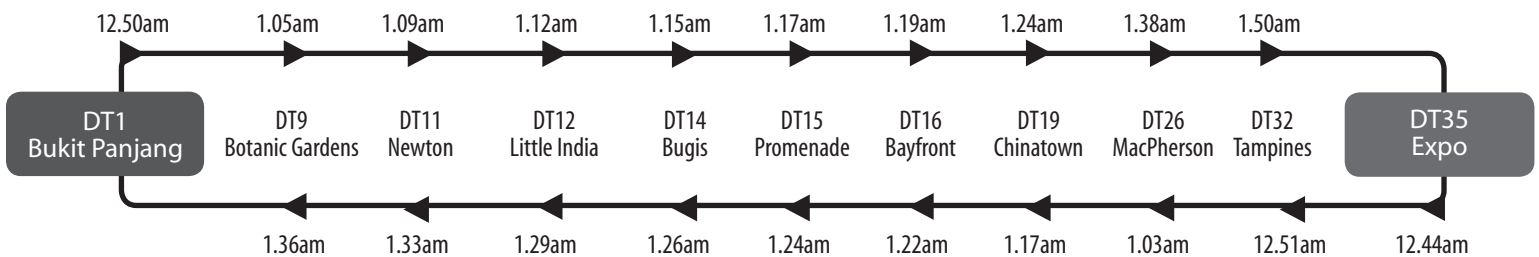 12.50am 1.05am 1.09am 1.12am 1.15am 1.17am 1.19am 1.24am 1.38am 1.50am
DT1
Bukit Panjang
DT9
Botanic Gardens
DT11
Newton
DT12
Little India
DT14
Bugis
DT15
Promenade
DT16
Bayfront
DT19
Chinatown
DT26
MacPherson
DT32
Tampines
DT35
Expo
1.36am 1.33am 1.29am 1.26am 1.24am 1.22am 1.17am 1.03am 12.51am 12.44am